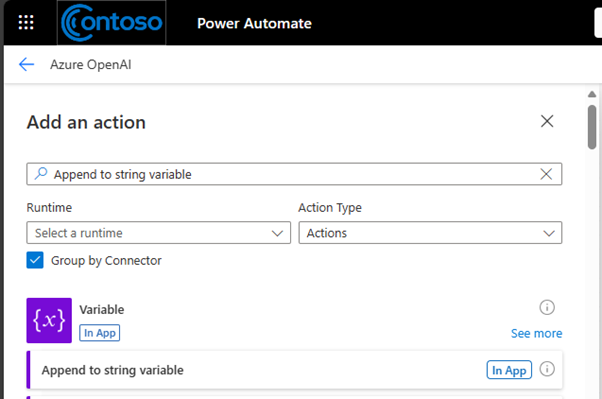 Contoso Power Automate
Azure OpenAI
Add an action
Append to string variable
Runtime Action Type
Select a runtime Actions
Group by Connector
{x} Variable
In App
See more
Append to string variable In App